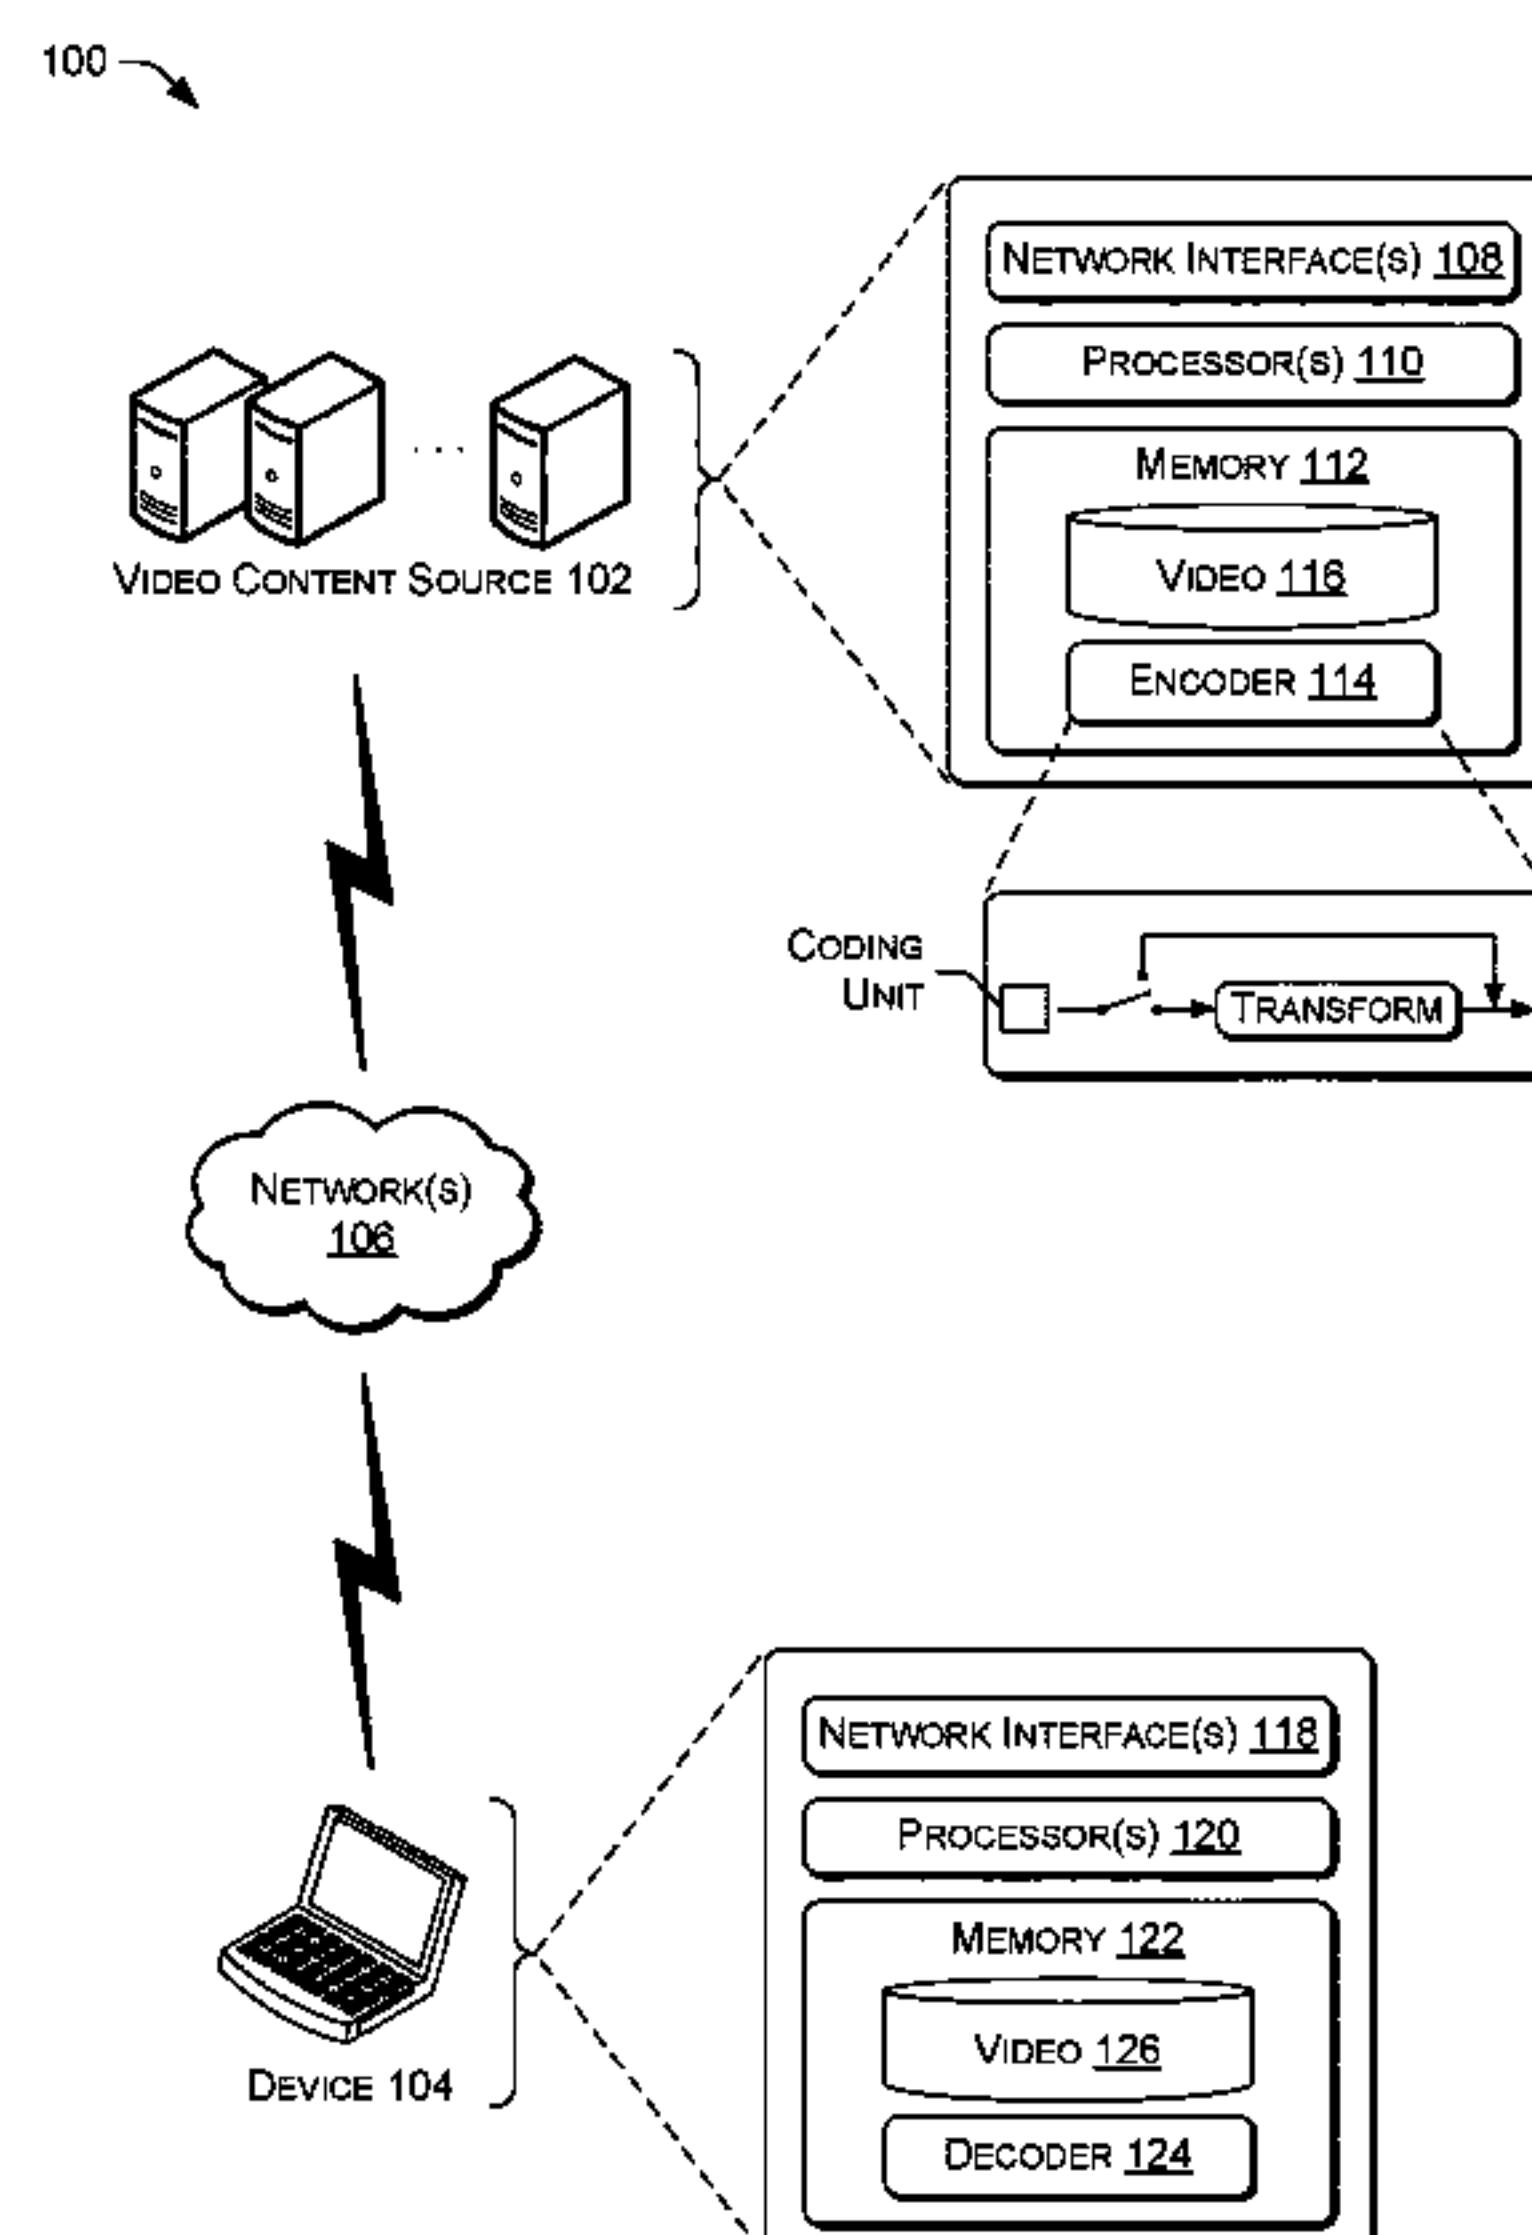 100
NETWORK INTERFACE(S) 108
PROCESSOR(S) 110
MEMORY 112
VIDEO 116
ENCODER 114
VIDEO CONTENT SOURCE 102
CODING
UNIT
TRANSFORM
NETWORK(S)
106
NETWORK INTERFACE(S) 118
PROCESSOR(S) 120
MEMORY 122
VIDEO 126
DECODER 124
DEVICE 104